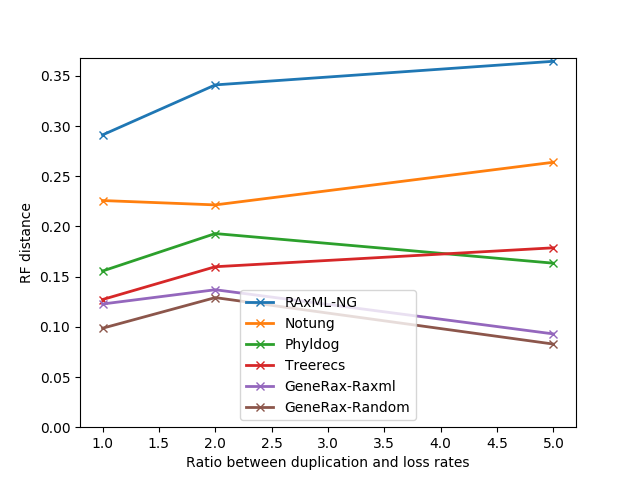 0.35
0.30
0.25
0.20
0.15
0.10
0.05
0.00
RF distance
RAxML-NG
Notung
Phyldog
Treerecs
GeneRax-Raxml
GeneRax-Random
1.0 1.5 2.0 2.5 3.0 3.5 4.0 4.5 5.0
Ratio between duplication and loss rates